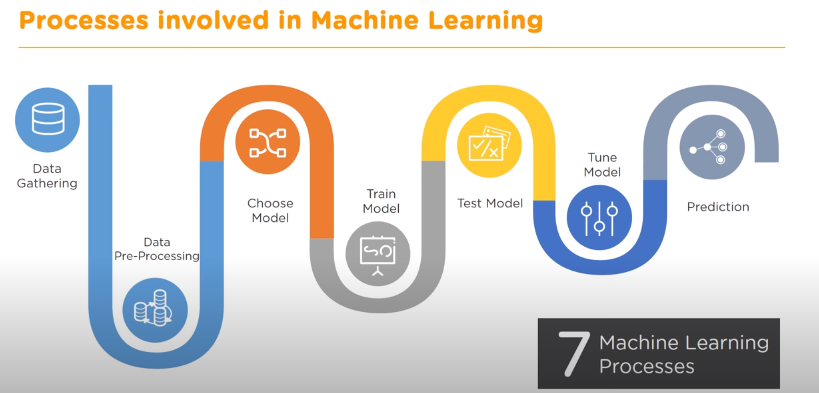 Processes involved in Machine Learning
Data
Gathering
Data
Pre-Processing
Choose
Model
Train
Model
Test Model
Tune
Model
Prediction
7
Machine Learning
Processes